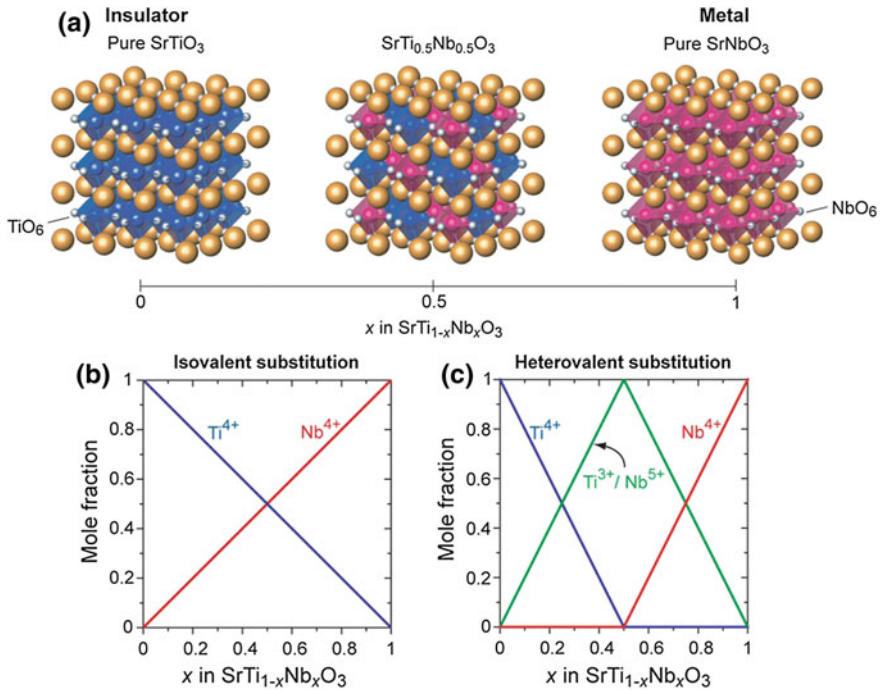 (a)
Insulator
Metal
Pure SrTiO₃
SrTi₀.₅Nb₀.₅O₃
Pure SrNbO₃
TiO₆
NbO₆
0
0.5
1
x in SrTi₁₋ₓNbₓO₃
(b)
Isovalent substitution
1
0.8
0.6
0.4
0.2
0
Mole fraction
Ti⁴⁺
Nb⁴⁺
0 0.2 0.4 0.6 0.8 1
x in SrTi₁₋ₓNbₓO₃
(c)
Heterovalent substitution
1
0.8
0.6
0.4
0.2
0
Mole fraction
Ti⁴⁺
Nb⁴⁺
Ti³⁺/ Nb⁵⁺
0 0.2 0.4 0.6 0.8 1
x in SrTi₁₋ₓNbₓO₃